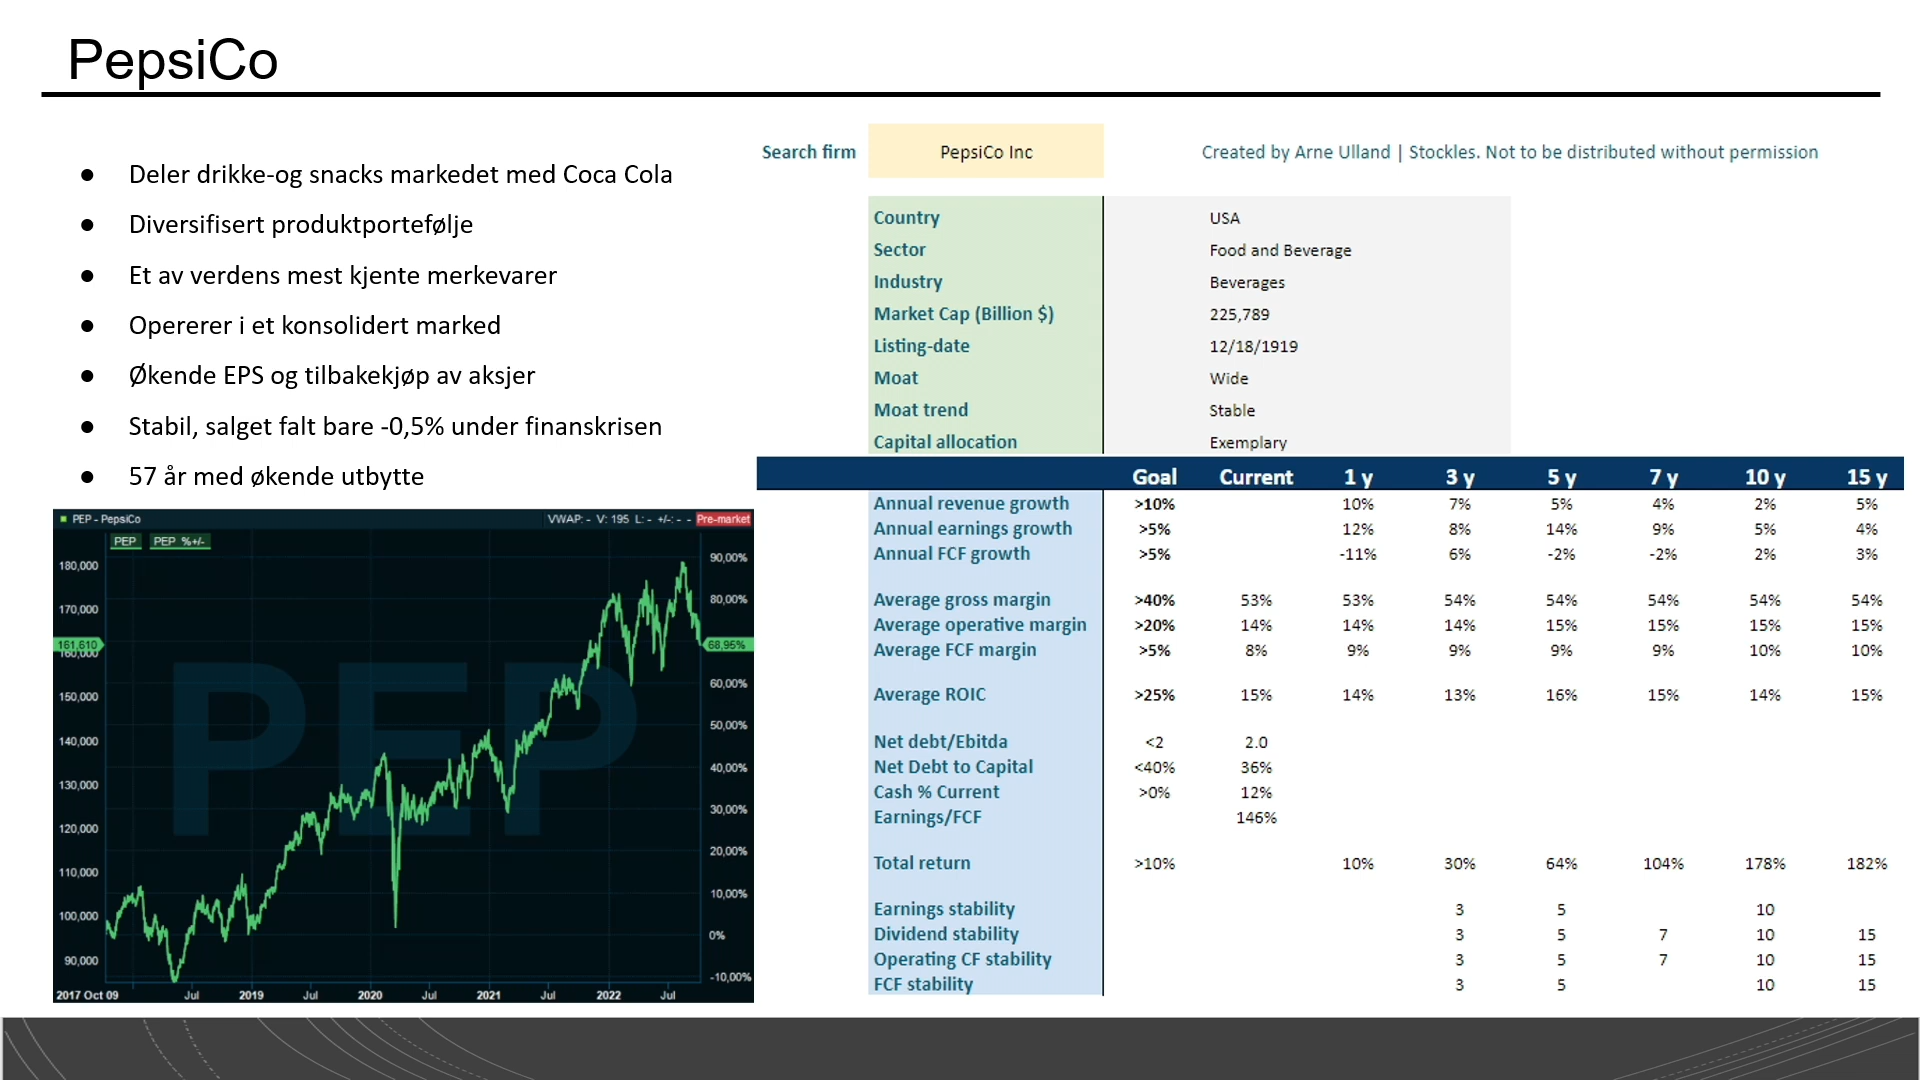 PepsiCo
● Deler drikke-og snacks markedet med Coca Cola
● Diversifisert produktportefølje
● Et av verdens mest kjente merkevarer
● Opererer i et konsolidert marked
● Økende EPS og tilbakekjøp av aksjer
● Stabil, salget falt bare -0,5% under finanskrisen
● 57 år med økende utbytte
PEP - PepsiCo VWAP: - V: 195 L: - +/-: - - Pre-market
PEP PEP %+/-
180,000
170,000
161,610
160,000
150,000
140,000
130,000
120,000
110,000
100,000
90,000
90,00%
80,00%
68,95%
60,00%
50,00%
40,00%
30,00%
20,00%
10,00%
0%
-10,00%
2017 Oct 09 Jul 2019 Jul 2020 Jul 2021 Jul 2022 Jul
PEP
Search firm PepsiCo Inc Created by Arne Ulland | Stockles. Not to be distributed without permission
Country USA
Sector Food and Beverage
Industry Beverages
Market Cap (Billion $) 225,789
Listing-date 12/18/1919
Moat Wide
Moat trend Stable
Capital allocation Exemplary
Goal Current 1 y 3 y 5 y 7 y 10 y 15 y
Annual revenue growth >10% 10% 7% 5% 4% 2% 5%
Annual earnings growth >5% 12% 8% 14% 9% 5% 4%
Annual FCF growth >5% -11% 6% -2% -2% 2% 3%
Average gross margin >40% 53% 53% 54% 54% 54% 54% 54%
Average operative margin >20% 14% 14% 14% 15% 15% 15% 15%
Average FCF margin >5% 8% 9% 9% 9% 9% 10% 10%
Average ROIC >25% 15% 14% 13% 16% 15% 14% 15%
Net debt/Ebitda <2 2.0
Net Debt to Capital <40% 36%
Cash % Current >0% 12%
Earnings/FCF 146%
Total return >10% 10% 30% 64% 104% 178% 182%
Earnings stability 3 5 10
Dividend stability 3 5 7 10 15
Operating CF stability 3 5 7 10 15
FCF stability 3 5 10 15